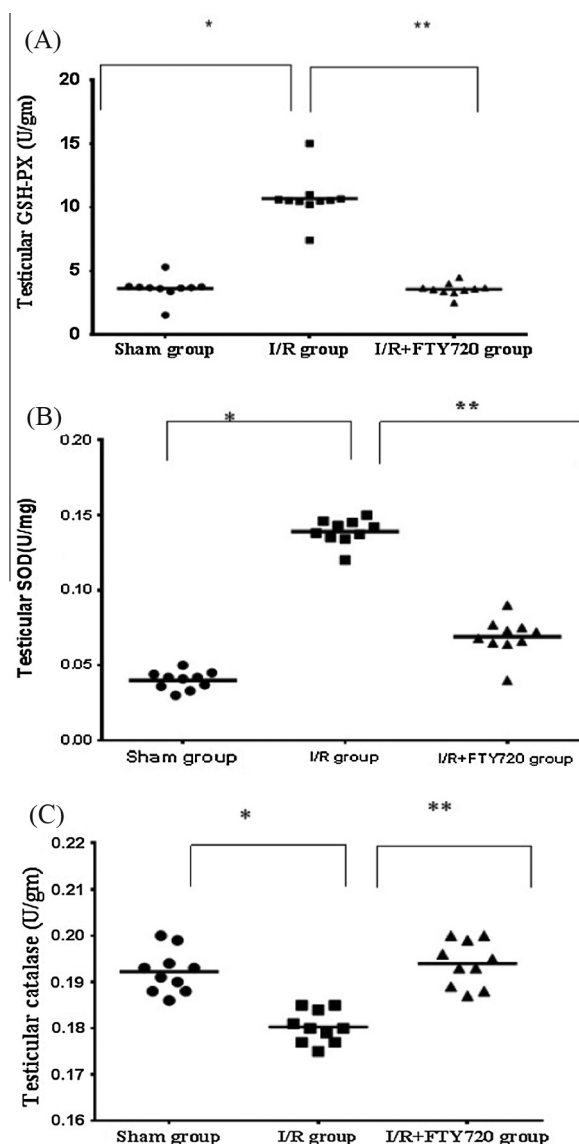 (A)
* **
Testicular GSH-PX (U/gm)
20
15
10
5
0
Sham group I/R group I/R+FTY720 group
(B)
* **
Testicular SOD(U/mg)
0.20
0.15
0.10
0.05
0.00
Sham group I/R group I/R+FTY720 group
(C)
* **
Testicular catalase (U/gm)
0.22
0.21
0.20
0.19
0.18
0.17
0.16
Sham group I/R group I/R+FTY720 group